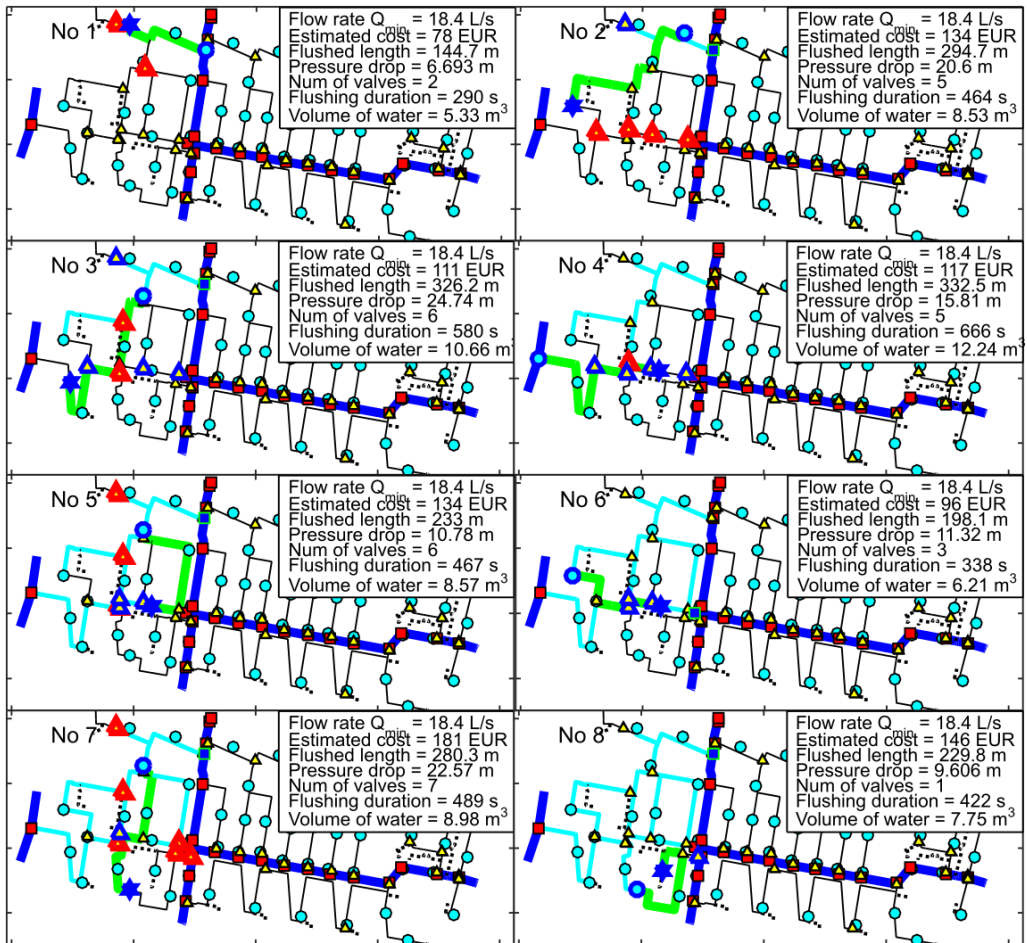 No 1
Flow rate Q_min = 18.4 L/s
Estimated cost = 78 EUR
Flushed length = 144.7 m
Pressure drop = 6.693 m
Num of valves = 2
Flushing duration = 290 s
Volume of water = 5.33 m³
No 2
Flow rate Q_min = 18.4 L/s
Estimated cost = 134 EUR
Flushed length = 294.7 m
Pressure drop = 20.6 m
Num of valves = 5
Flushing duration = 464 s
Volume of water = 8.53 m³
No 3
Flow rate Q_min = 18.4 L/s
Estimated cost = 111 EUR
Flushed length = 326.2 m
Pressure drop = 24.74 m
Num of valves = 6
Flushing duration = 580 s
Volume of water = 10.66 m³
No 4
Flow rate Q_min = 18.4 L/s
Estimated cost = 117 EUR
Flushed length = 332.5 m
Pressure drop = 15.81 m
Num of valves = 5
Flushing duration = 666 s
Volume of water = 12.24 m³
No 5
Flow rate Q_min = 18.4 L/s
Estimated cost = 134 EUR
Flushed length = 233 m
Pressure drop = 10.78 m
Num of valves = 6
Flushing duration = 467 s
Volume of water = 8.57 m³
No 6
Flow rate Q_min = 18.4 L/s
Estimated cost = 96 EUR
Flushed length = 198.1 m
Pressure drop = 11.32 m
Num of valves = 3
Flushing duration = 338 s
Volume of water = 6.21 m³
No 7
Flow rate Q_min = 18.4 L/s
Estimated cost = 181 EUR
Flushed length = 280.3 m
Pressure drop = 22.57 m
Num of valves = 7
Flushing duration = 489 s
Volume of water = 8.98 m³
No 8
Flow rate Q_min = 18.4 L/s
Estimated cost = 146 EUR
Flushed length = 229.8 m
Pressure drop = 9.606 m
Num of valves = 1
Flushing duration = 422 s
Volume of water = 7.75 m³